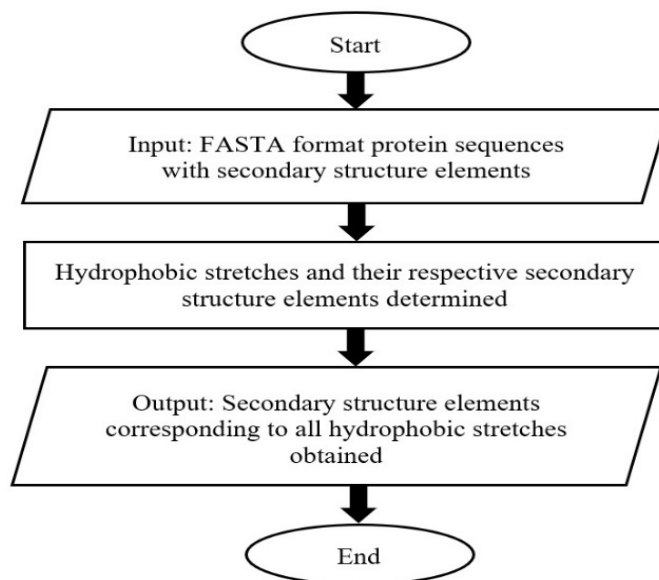 Start
Input: FASTA format protein sequences
with secondary structure elements
Hydrophobic stretches and their respective secondary
structure elements determined
Output: Secondary structure elements
corresponding to all hydrophobic stretches
obtained
End